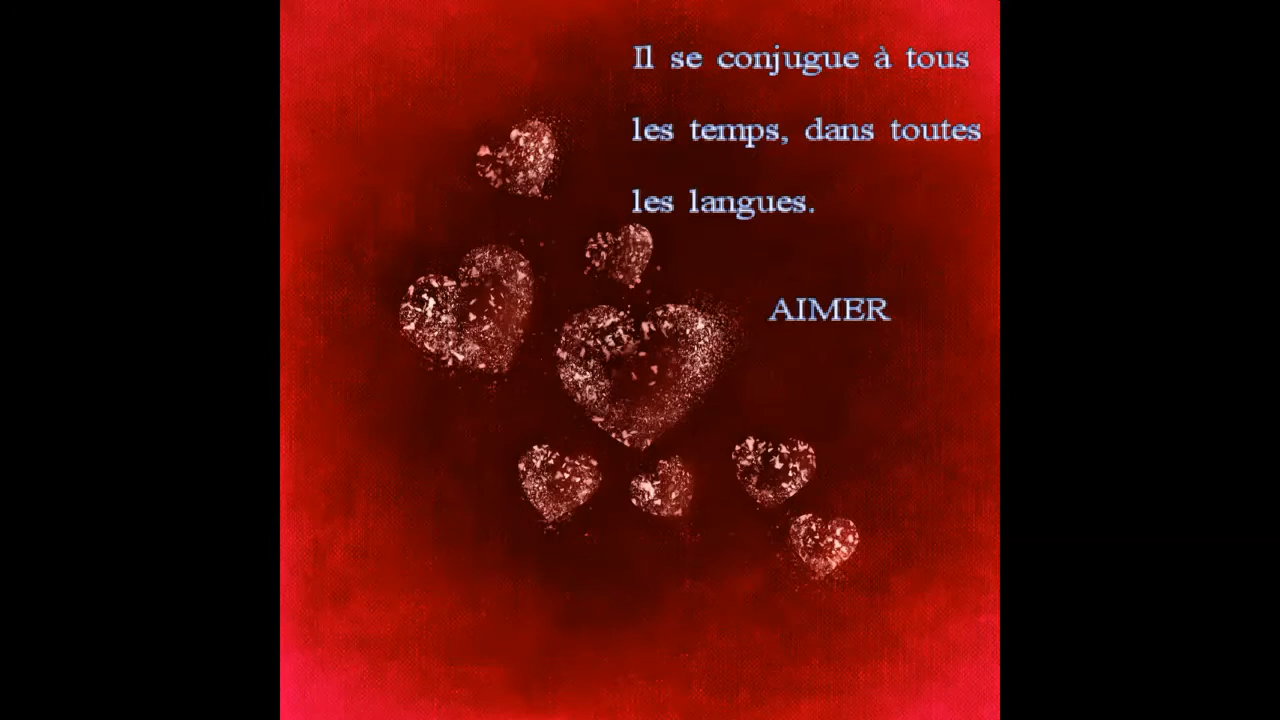 Il se conjugue à tous
les temps, dans toutes
les langues.
AIMER